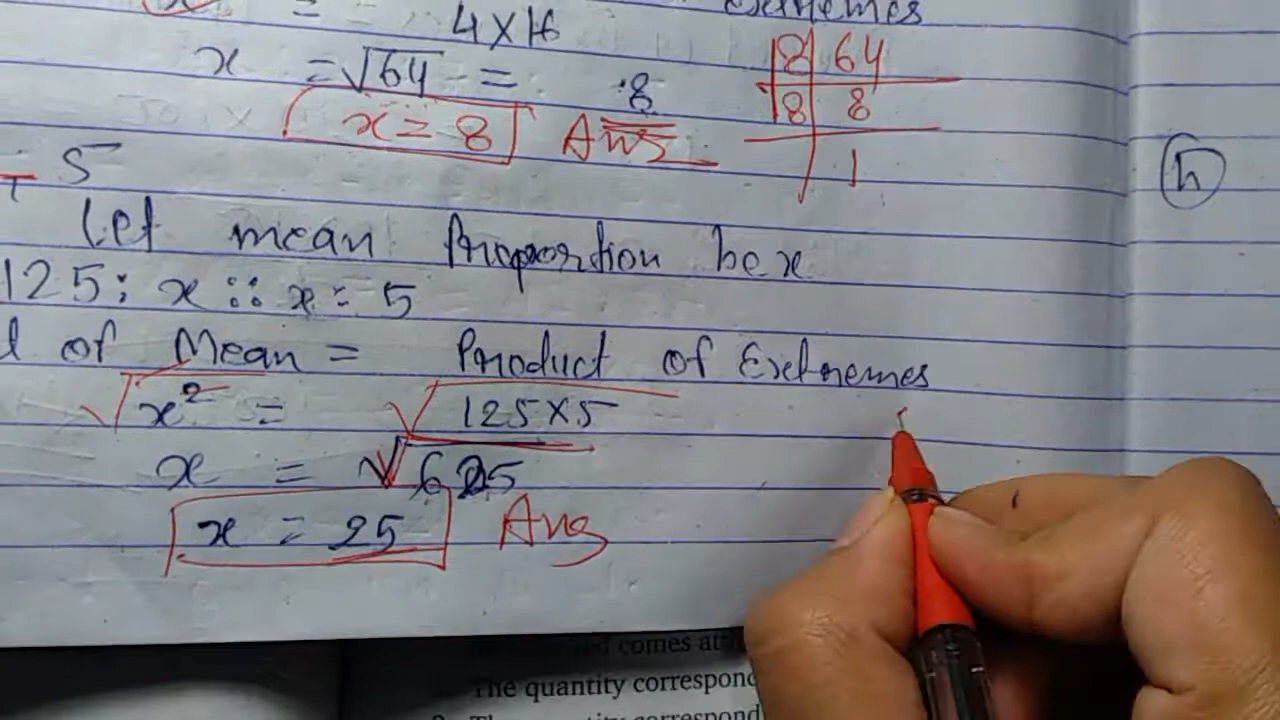 x = 4 × 16 Extremes
x = √64 = 8
8 | 64
8 | 8
1
x = 8 Ans
5
h
Let mean Proportion be x
125 : x :: x : 5
of Mean = Product of Extremes
√x² = √125×5
x = √625
x = 25 Ans
comes at
The quantity correspond